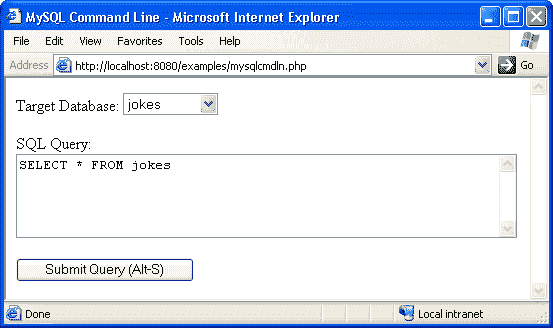 MySQL Command Line - Microsoft Internet Explorer
File Edit View Favorites Tools Help
Address http://localhost:8080/examples/mysqlcmdln.php Go
Target Database: jokes
SQL Query:
SELECT * FROM jokes
Submit Query (Alt-S)
Done Local intranet